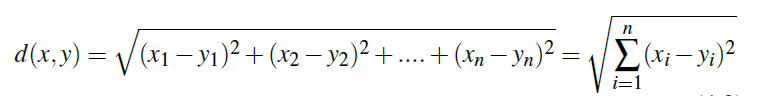 d(x,y) = √((x₁ − y₁)² + (x₂ − y₂)² + .... + (xₙ − yₙ)²) = √(∑ᵢ₌₁ⁿ (xᵢ − yᵢ)²)